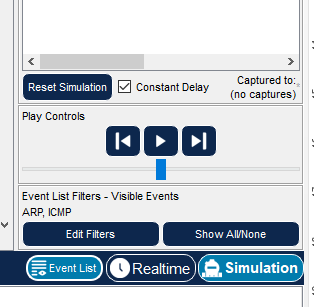 Reset Simulation
Constant Delay
Captured to:
(no captures)
Play Controls
Event List Filters - Visible Events
ARP, ICMP
Edit Filters
Show All/None
Event List
Realtime
Simulation